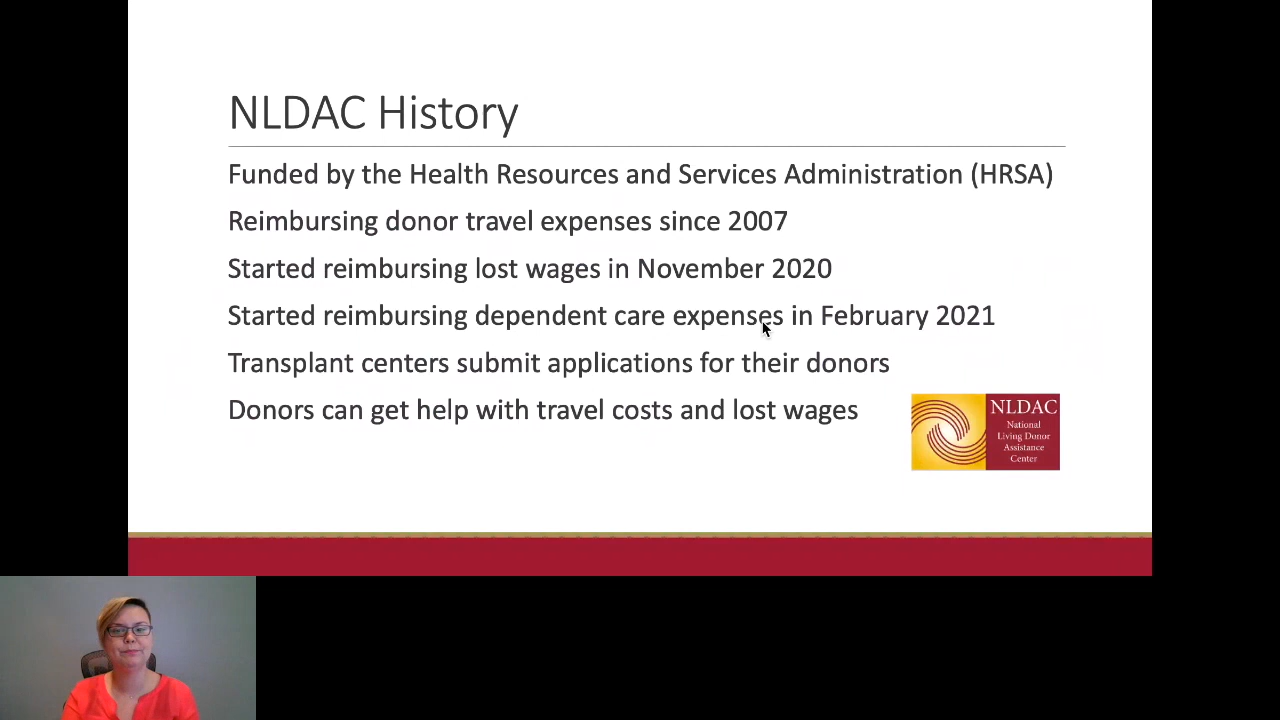 NLDAC History
Funded by the Health Resources and Services Administration (HRSA)
Reimbursing donor travel expenses since 2007
Started reimbursing lost wages in November 2020
Started reimbursing dependent care expenses in February 2021
Transplant centers submit applications for their donors
Donors can get help with travel costs and lost wages
NLDAC
National
Living Donor
Assistance
Center